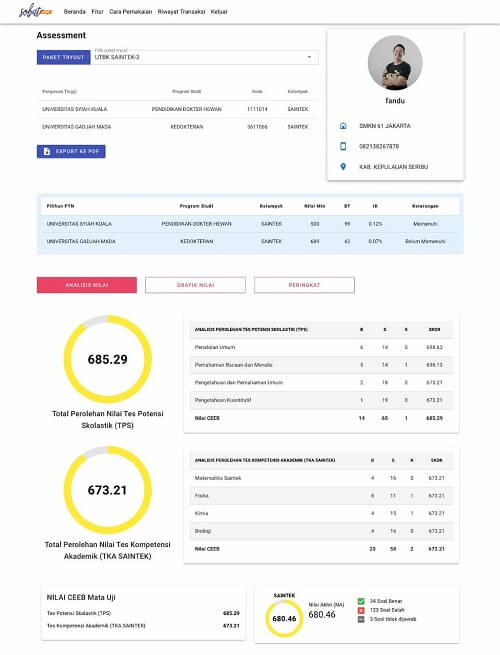 sobat
Beranda Fitur Cara Pemakaian Riwayat Transaksi Keluar
Assessment
PAKET TRYOUT
Pilih paket tryout
UTBK SAINTEK-3
Perguruan Tinggi Program Studi Kode Kelompok
UNIVERSITAS SYIAH KUALA PENDIDIKAN DOKTER HEWAN 1111014 SAINTEK
UNIVERSITAS GADJAH MADA KEDOKTERAN 3611066 SAINTEK
EXPORT KE PDF
fandu
SMKN 61 JAKARTA
082138267878
KAB. KEPULAUAN SERIBU
Pilihan PTN Program Studi Kelompok Nilai Min BT IK Keterangan
UNIVERSITAS SYIAH KUALA PENDIDIKAN DOKTER HEWAN SAINTEK 500 99 0.12% Memenuhi
UNIVERSITAS GADJAH MADA KEDOKTERAN SAINTEK 689 62 0.07% Belum Memenuhi
ANALISIS NILAI GRAFIK NILAI PERINGKAT
685.29
Total Perolehan Nilai Tes Potensi
Skolastik (TPS)
ANALISIS PEROLEHAN TES POTENSI SKOLASTIK (TPS) B S K SKOR
Penalaran Umum 6 14 0 698.63
Pemahaman Bacaan dan Menulis 5 14 1 696.13
Pengetahuan dan Pemahaman Umum 2 18 0 673.21
Pengetahuan Kuantitatif 1 19 0 673.21
Nilai CEEB 14 65 1 685.29
673.21
Total Perolehan Nilai Tes Kompetensi
Akademik (TKA SAINTEK)
ANALISIS PEROLEHAN TES KOMPETENSI AKADEMIK (TKA SAINTEK) B S K SKOR
Matematika Saintek 4 16 0 673.21
Fisika 8 11 1 673.21
Kimia 4 15 1 673.21
Biologi 4 16 0 673.21
Nilai CEEB 20 58 2 673.21
NILAI CEEB Mata Uji
Tes Potensi Skolastik (TPS) 685.29
Tes Kompetensi Akademik (TKA SAINTEK) 673.21
SAINTEK
680.46
Nilai Akhir (NA)
680.46
34 Soal Benar
123 Soal Salah
3 Soal tidak dijawab